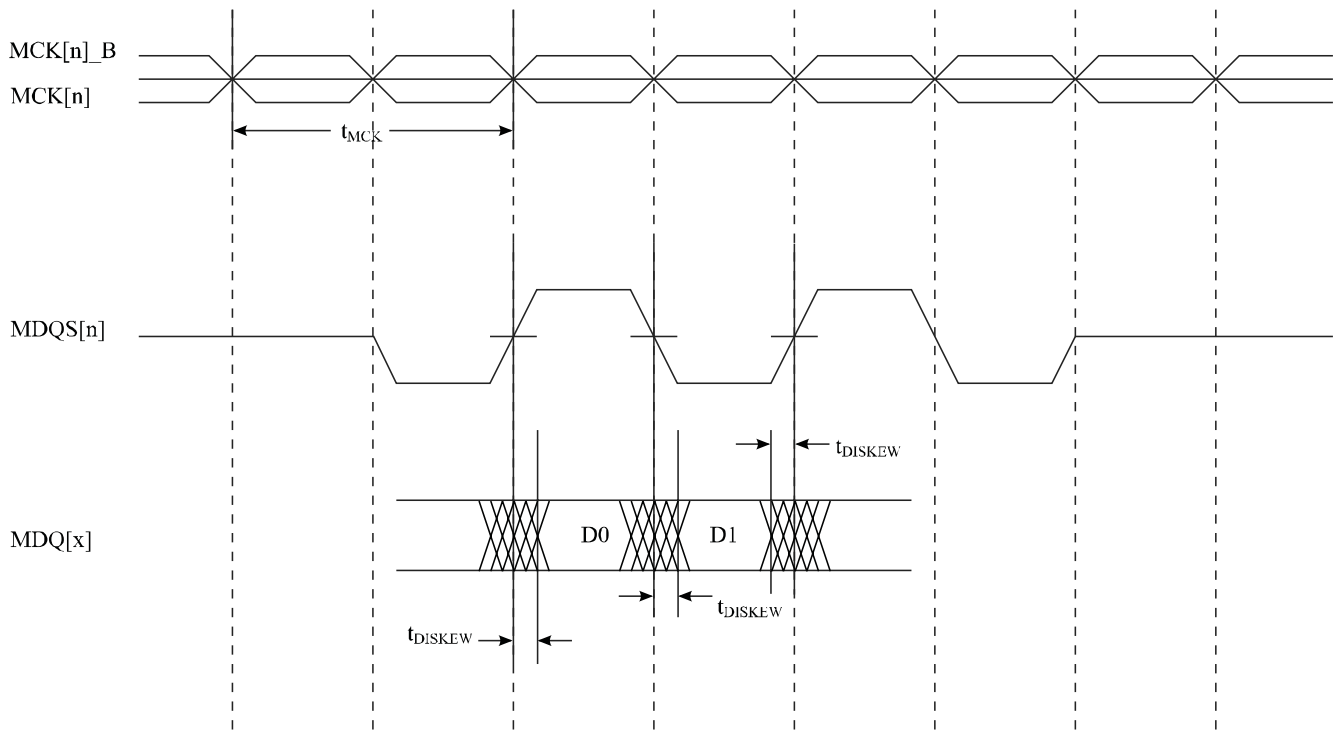 MCK[n]_B
MCK[n]
tMCK
MDQS[n]
tDISKEW
MDQ[x]
D0
D1
tDISKEW
tDISKEW